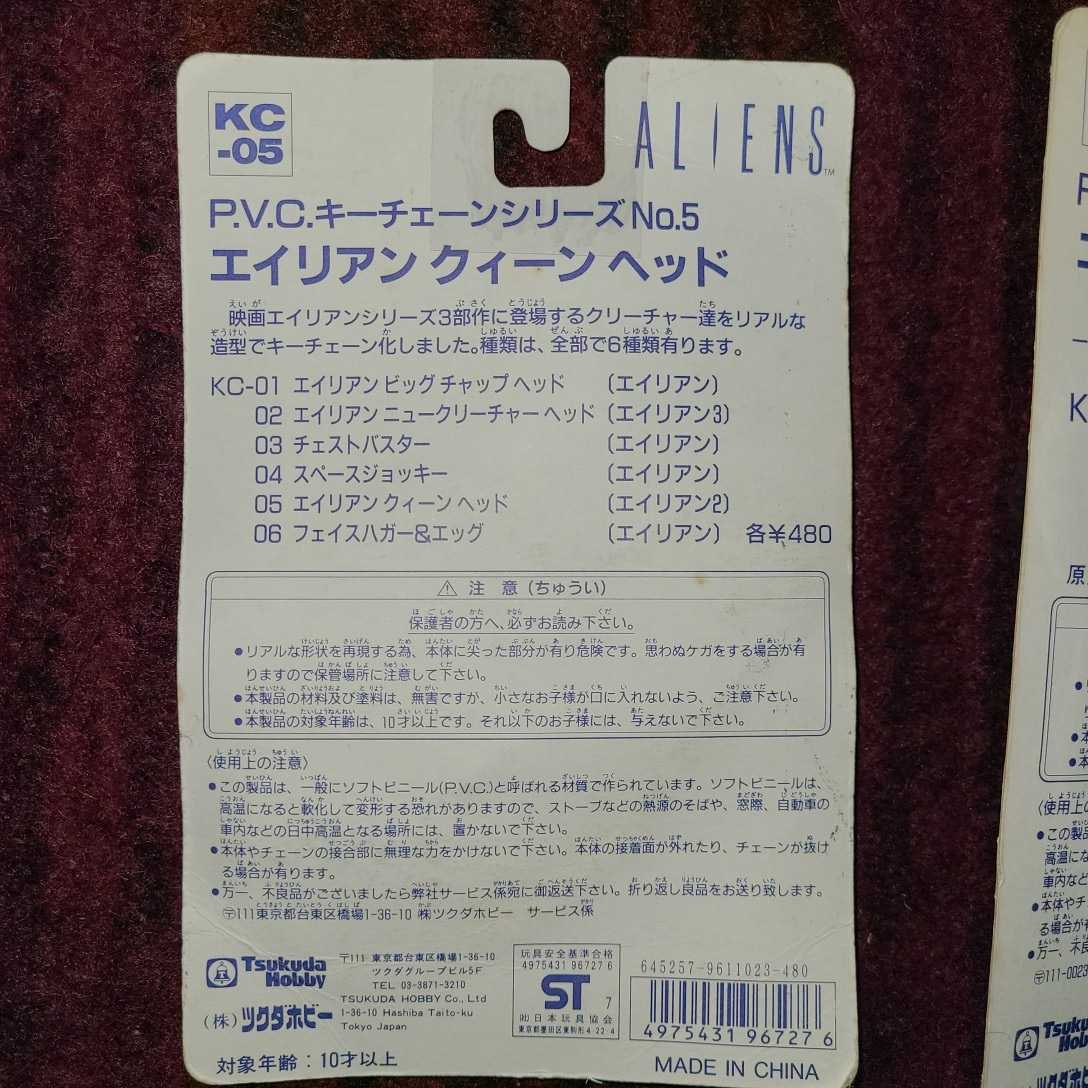 KC
-05
ALIENS™
P.V.C.キーチェーンシリーズNo.5
エイリアン クィーン ヘッド
映画エイリアンシリーズ3部作に登場するクリーチャー達をリアルな
造型でキーチェーン化しました。種類は、全部で6種類有ります。
KC-01 エイリアン ビッグ チャップ ヘッド (エイリアン)
02 エイリアン ニュークリーチャー ヘッド (エイリアン3)
03 チェストバスター (エイリアン)
04 スペースジョッキー (エイリアン)
05 エイリアン クィーン ヘッド (エイリアン2)
06 フェイスハガー&エッグ (エイリアン) 各¥480
⚠ 注 意 (ちゅうい)
保護者の方へ、必ずお読み下さい。
●リアルな形状を再現する為、本体に尖った部分が有り危険です。思わぬケガをする場合が有
りますので保管場所に注意して下さい。
●本製品の材料及び塗料は、無害ですが、小さなお子様が口に入れないよう、ご注意下さい。
●本製品の対象年齢は、10才以上です。それ以下のお子様には、与えないで下さい。
〈使用上の注意〉
●この製品は、一般にソフトビニール(P.V.C.)と呼ばれる材質で作られています。ソフトビニールは、
高温になると軟化して変形する恐れがありますので、ストーブなどの熱源のそばや、窓際、自動車の
車内などの日中高温となる場所には、置かないで下さい。
●本体やチェーンの接合部に無理な力をかけないで下さい。本体の接着面が外れたり、チェーンが抜け
る場合が有ります。
●万一、不良品がございましたら弊社サービス係宛に御返送下さい。折り返し良品をお送り致します。
〒111東京都台東区橋場1-36-10 ㈱ツクダホビー サービス係
Tsukuda
Hobby
(株)ツクダホビー
〒111 東京都台東区橋場1-36-10
ツクダグループビル5F
TEL 03-3871-3210
TSUKUDA HOBBY Co., Ltd
1-36-10 Hashiba Taito-ku
Tokyo Japan
玩具安全基準合格
4975431 96727 6
ST 7
㈳日本玩具協会
東京都墨田区東駒形4-22-4
645257-9611023-480
4975431967276
対象年齢：10才以上
MADE IN CHINA